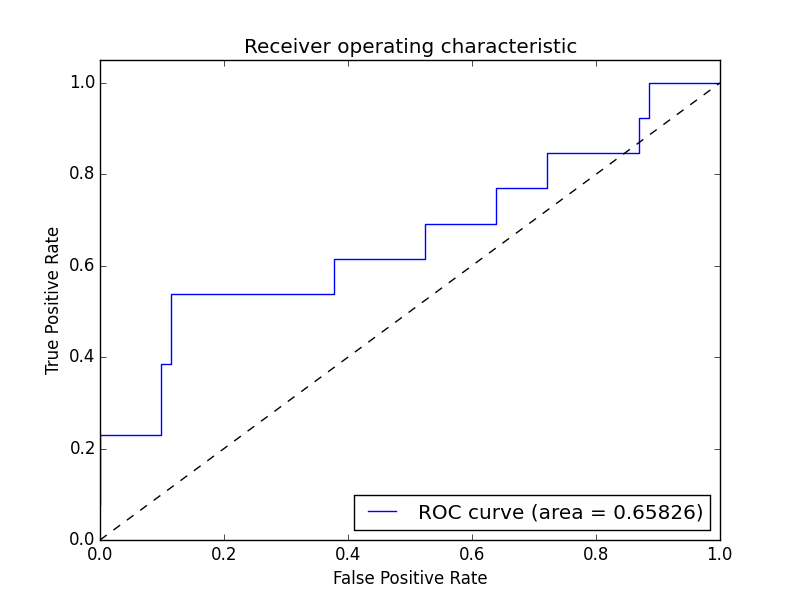 Receiver operating characteristic
1.0
0.8
0.6
0.4
0.2
0.0
True Positive Rate
ROC curve (area = 0.65826)
0.0 0.2 0.4 0.6 0.8 1.0
False Positive Rate